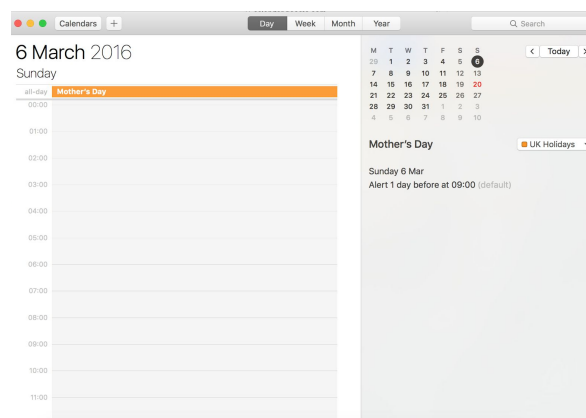 Calendars +
Day Week Month Year
Search
6 March 2016
Sunday
all-day Mother's Day
00:00
01:00
02:00
03:00
04:00
05:00
06:00
07:00
08:00
09:00
10:00
11:00
M T W T F S S
29 1 2 3 4 5 6
7 8 9 10 11 12 13
14 15 16 17 18 19 20
21 22 23 24 25 26 27
28 29 30 31 1 2 3
4 5 6 7 8 9 10
< Today >
Mother's Day
UK Holidays
Sunday 6 Mar
Alert 1 day before at 09:00 (default)